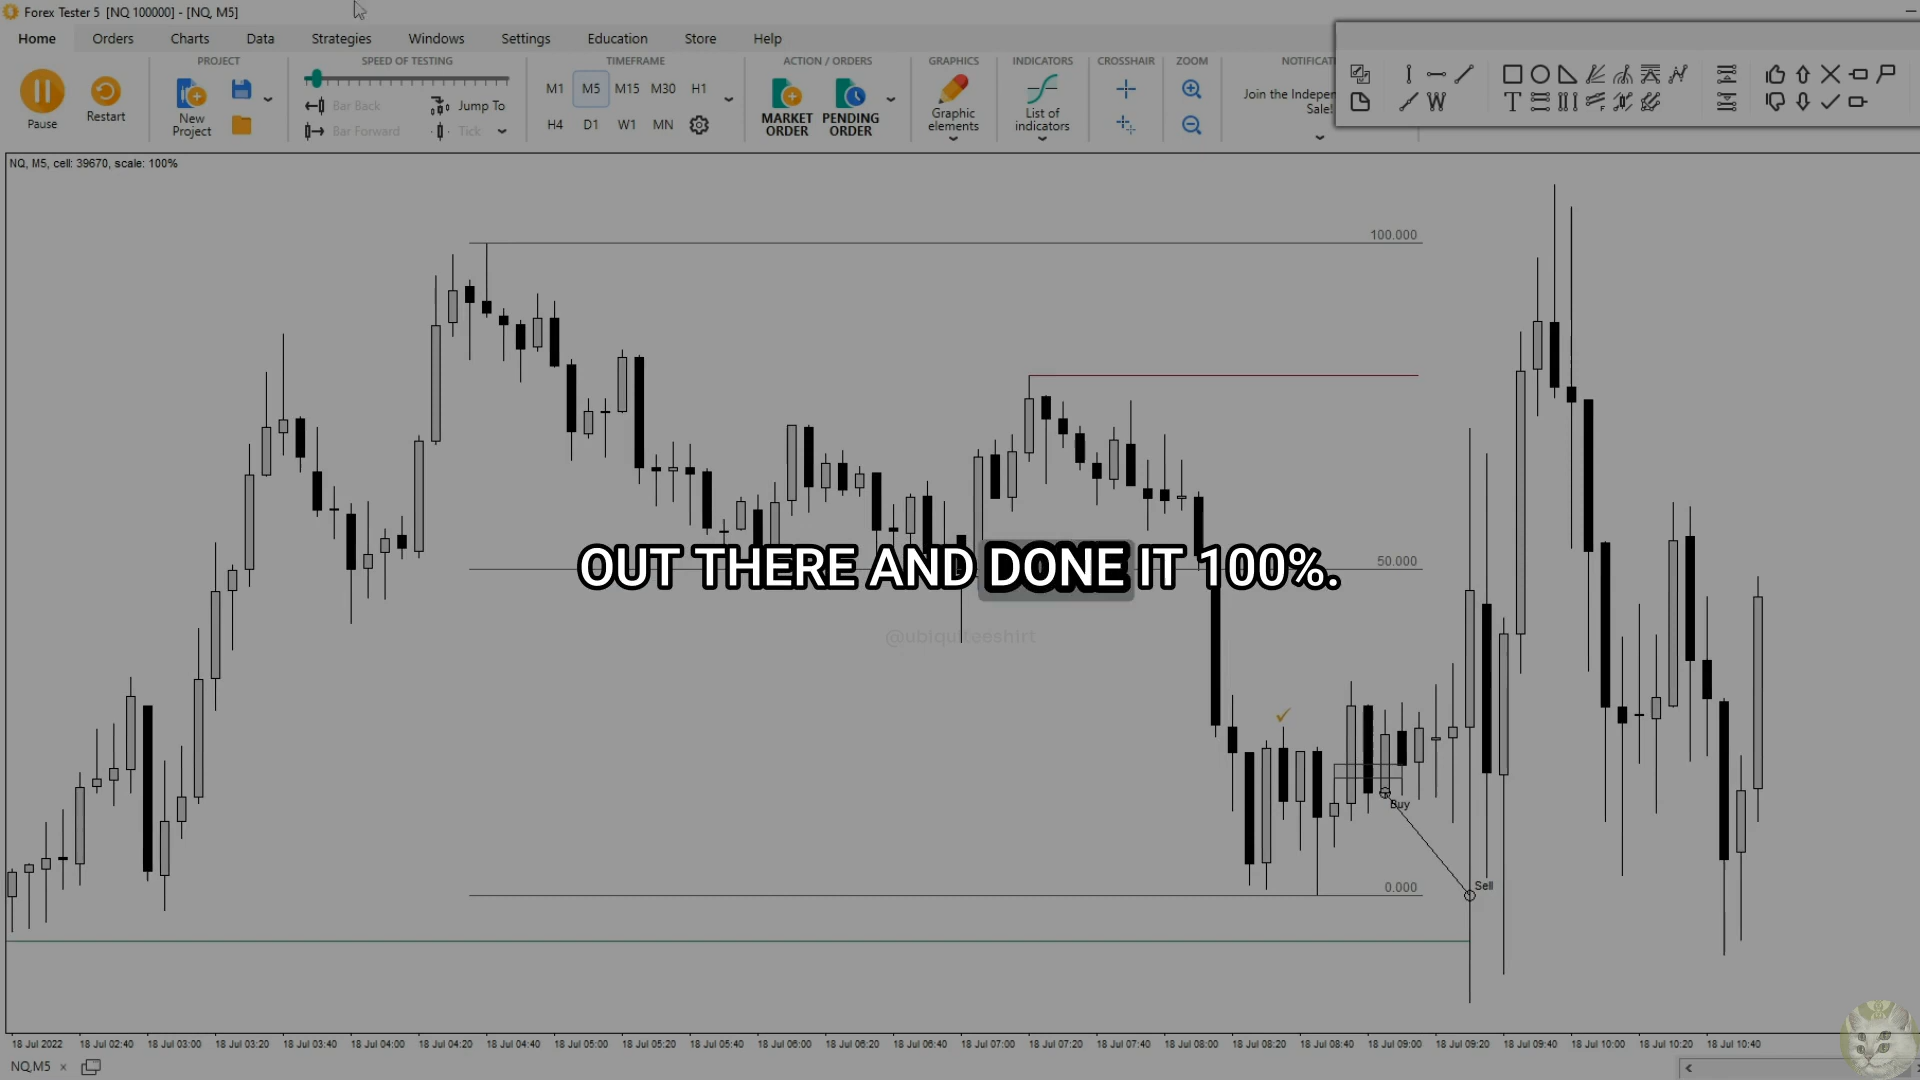 Forex Tester 5 [NQ 100000] - [NQ, M5]
Home Orders Charts Data Strategies Windows Settings Education Store Help
PROJECT SPEED OF TESTING TIMEFRAME ACTION / ORDERS GRAPHICS INDICATORS CROSSHAIR ZOOM NOTIFICAT
Pause
Restart
New
Project
Bar Back
Jump To
Bar Forward
Tick
M1 M5 M15 M30 H1
H4 D1 W1 MN
MARKET
ORDER
PENDING
ORDER
Graphic
elements
List of
indicators
Join the Indepen
Sale!
NQ, M5, cell: 39670, scale: 100%
100.000
50.000
OUT THERE AND DONE IT 100%.
@ubiquiteeshirt
Buy
0.000
Sell
18 Jul 2022 18 Jul 02:40 18 Jul 03:00 18 Jul 03:20 18 Jul 03:40 18 Jul 04:00 18 Jul 04:20 18 Jul 04:40 18 Jul 05:00 18 Jul 05:20 18 Jul 05:40 18 Jul 06:00 18 Jul 06:20 18 Jul 06:40 18 Jul 07:00 18 Jul 07:20 18 Jul 07:40 18 Jul 08:00 18 Jul 08:20 18 Jul 08:40 18 Jul 09:00 18 Jul 09:20 18 Jul 09:40 18 Jul 10:00 18 Jul 10:20 18 Jul 10:40
NQ,M5